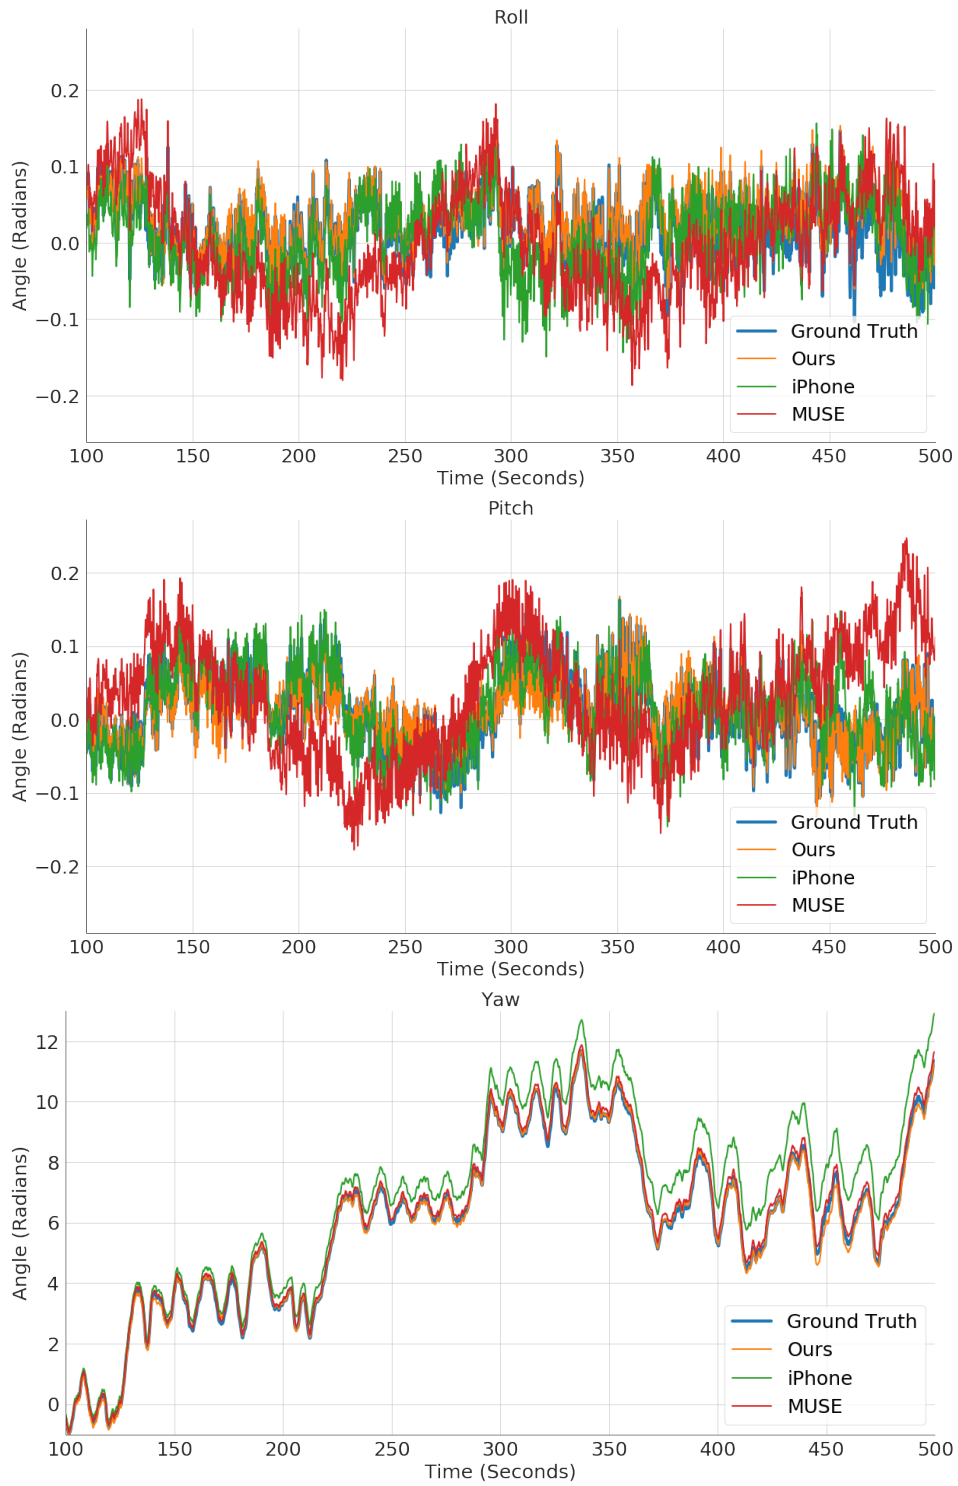 Roll
Angle (Radians)
0.2
0.1
0.0
−0.1
−0.2
100 150 200 250 300 350 400 450 500
Time (Seconds)
Ground Truth
Ours
iPhone
MUSE
Pitch
Angle (Radians)
0.2
0.1
0.0
−0.1
−0.2
100 150 200 250 300 350 400 450 500
Time (Seconds)
Ground Truth
Ours
iPhone
MUSE
Yaw
Angle (Radians)
12
10
8
6
4
2
0
100 150 200 250 300 350 400 450 500
Time (Seconds)
Ground Truth
Ours
iPhone
MUSE